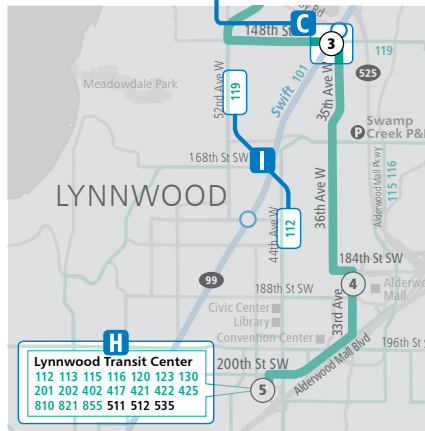 by Rd
C
148th St
3
119
Meadowdale Park
52nd Ave W
119
Swift 101
35th Ave W
525
Swamp
P Creek P&R
168th St SW
I
Alderwood Mall Pkwy
115 116
LYNNWOOD
36th Ave W
44th Ave W
112
184th St SW
99
188th St SW
4
Alderwo
Mall
Civic Center
Library
Convention Center
33rd Ave
196th St S
H
Lynnwood Transit Center
112 113 115 116 120 123 130
201 202 402 417 421 422 425
810 821 855 511 512 535
200th St SW
5
Alderwood Mall Blvd